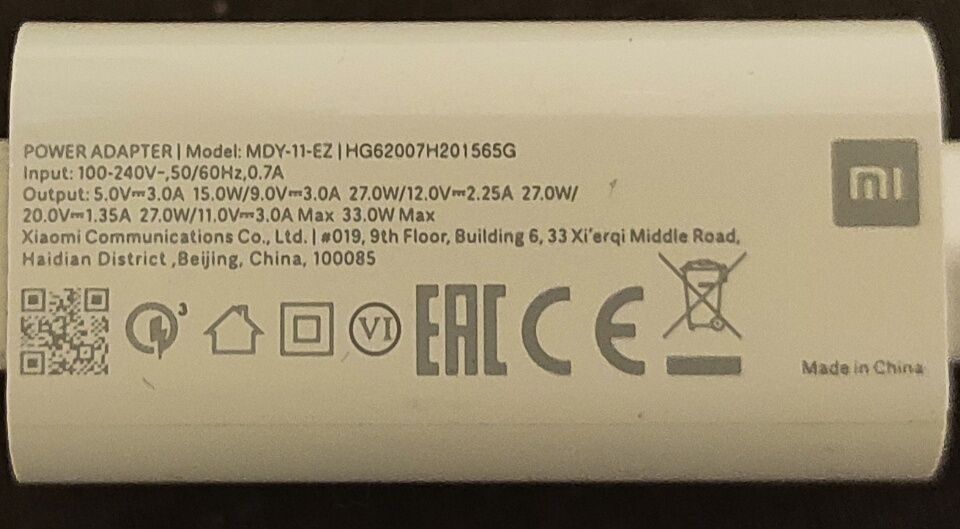 POWER ADAPTER | Model: MDY-11-EZ | HG62007H201565G
Input: 100-240V~,50/60Hz,0.7A
Output: 5.0V⎓3.0A 15.0W/9.0V⎓3.0A 27.0W/12.0V⎓2.25A 27.0W/
20.0V⎓1.35A 27.0W/11.0V⎓3.0A Max 33.0W Max
Xiaomi Communications Co., Ltd. | #019, 9th Floor, Building 6, 33 Xi'erqi Middle Road,
Haidian District ,Beijing, China, 100085
mi
3
VI
EAC
CE
Made in China